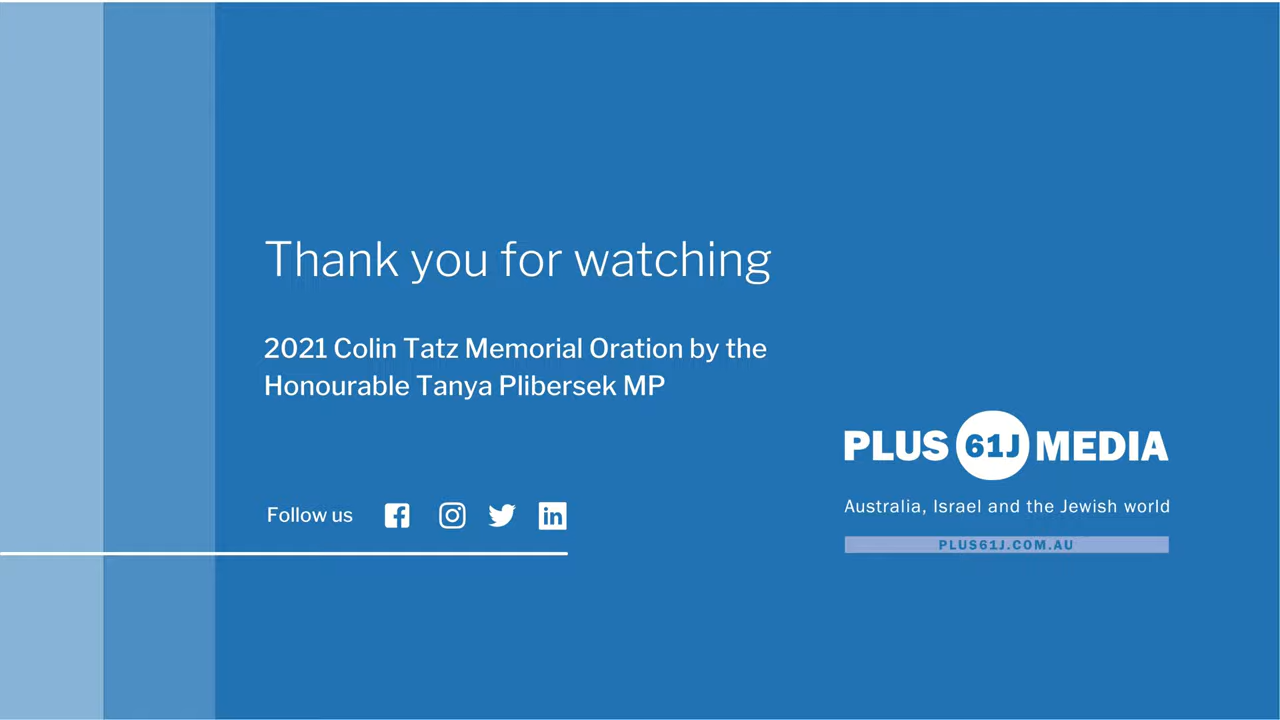 Thank you for watching
2021 Colin Tatz Memorial Oration by the
Honourable Tanya Plibersek MP
Follow us
PLUS 61J MEDIA
Australia, Israel and the Jewish world
PLUS61J.COM.AU